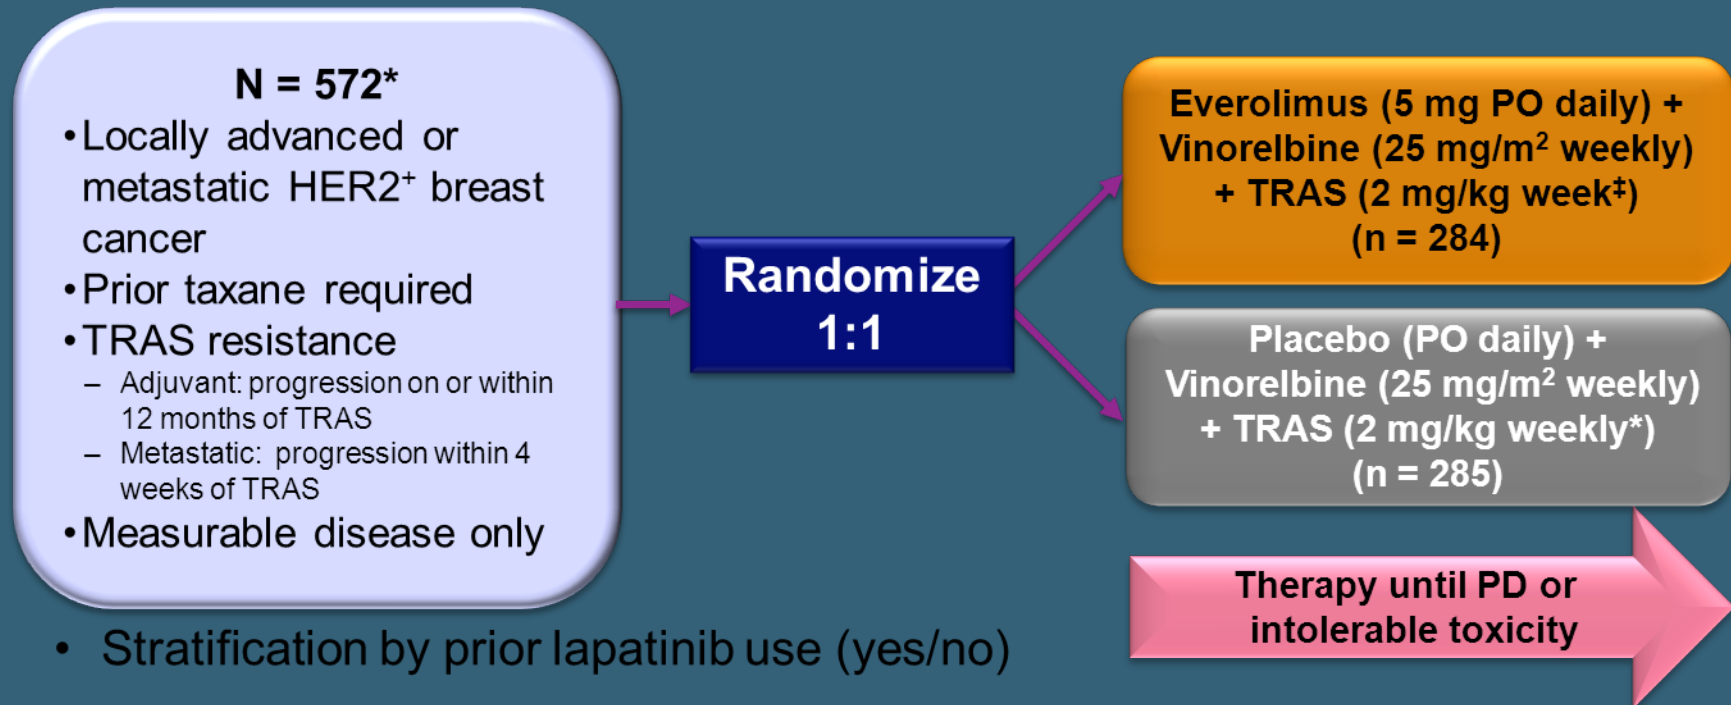 N = 572*
•Locally advanced or
metastatic HER2⁺ breast
cancer
•Prior taxane required
•TRAS resistance
– Adjuvant: progression on or within
12 months of TRAS
– Metastatic: progression within 4
weeks of TRAS
•Measurable disease only
• Stratification by prior lapatinib use (yes/no)
Randomize
1:1
Everolimus (5 mg PO daily) +
Vinorelbine (25 mg/m² weekly)
+ TRAS (2 mg/kg week‡)
(n = 284)
Placebo (PO daily) +
Vinorelbine (25 mg/m² weekly)
+ TRAS (2 mg/kg weekly*)
(n = 285)
Therapy until PD or
intolerable toxicity